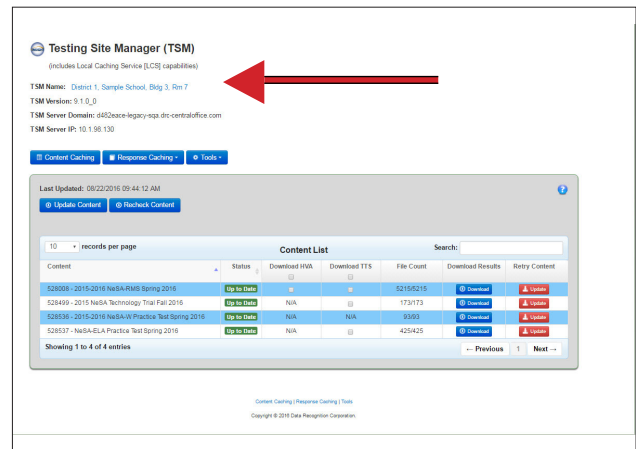 Testing Site Manager (TSM)
(includes Local Caching Service [LCS] capabilities)
TSM Name: District 1, Sample School, Bldg 3, Rm 7
TSM Version: 9.1.0_0
TSM Server Domain: d482eace-legacy-sqa.drc-centraloffice.com
TSM Server IP: 10.1.98.130
Content Caching Response Caching Tools
Last Updated: 08/22/2016 09:44:12 AM
Update Content Recheck Content
10 records per page Content List Search:
Content Status Download HVA Download TTS File Count Download Results Retry Content
528008 - 2015-2016 NeSA-RMS Spring 2016 Up to Date 5215/5215 Download Update
528499 - 2015 NeSA Technology Trial Fall 2016 Up to Date N/A 173/173 Download Update
528536 - 2015-2016 NeSA-W Practice Test Spring 2016 Up to Date N/A N/A 93/93 Download Update
528537 - NeSA-ELA Practice Test Spring 2016 Up to Date N/A 425/425 Download Update
Showing 1 to 4 of 4 entries ← Previous 1 Next →
Content Caching | Response Caching | Tools
Copyright © 2016 Data Recognition Corporation.